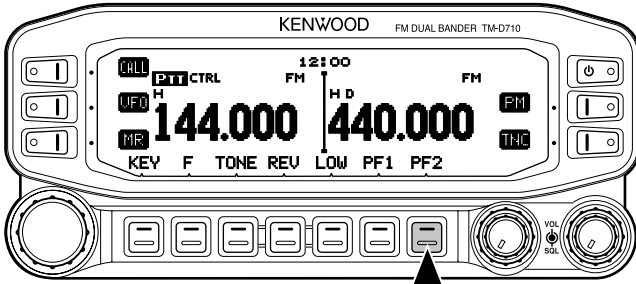 KENWOOD FM DUAL BANDER TM-D710
12:00
CALL PTT CTRL FM FM
VFO H H D PM
144.000 440.000
MR TNC
KEY F TONE REV LOW PF1 PF2
VOL
SQL